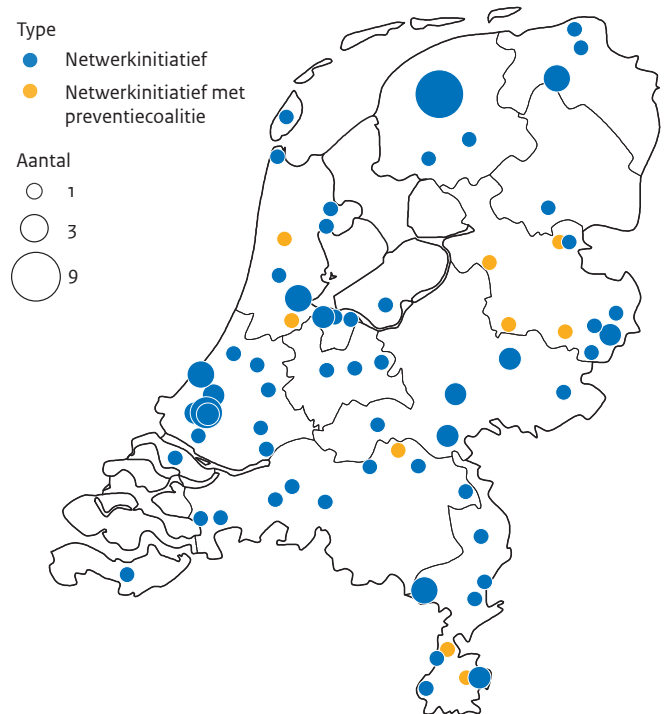 Type
Netwerkinitiatief
Netwerkinitiatief met
preventiecoalitie
Aantal
1
3
9